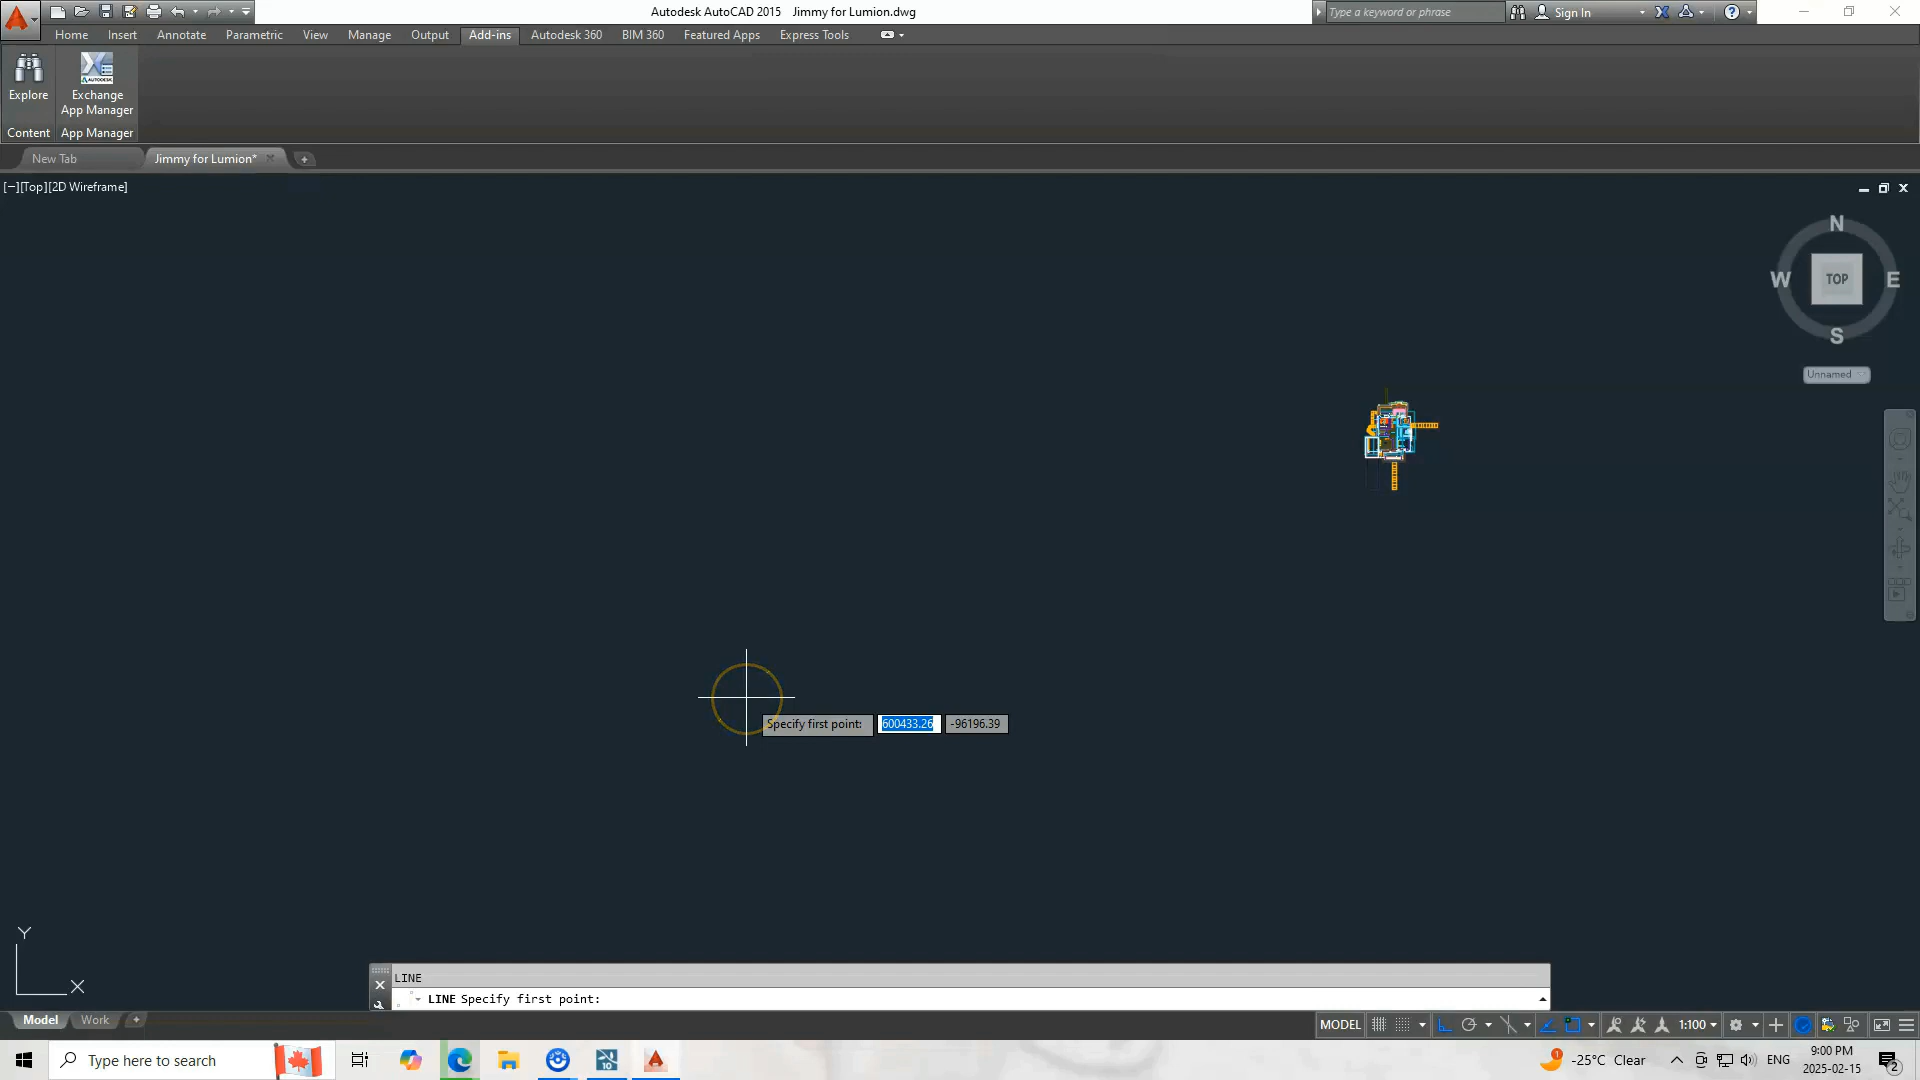 Autodesk AutoCAD 2015 Jimmy for Lumion.dwg
Type a keyword or phrase
Sign In
Home Insert Annotate Parametric View Manage Output Add-ins Autodesk 360 BIM 360 Featured Apps Express Tools
Explore
Exchange
App Manager
AUTODESK
Content App Manager
New Tab
Jimmy for Lumion*
[−][Top][2D Wireframe]
N
W TOP E
S
Unnamed
Specify first point: 600433.26 -96196.39
Y
X
LINE
LINE Specify first point:
Model Work
MODEL 1:100
Type here to search
10
1
-25°C Clear
ENG
9:00 PM
2025-02-15
2